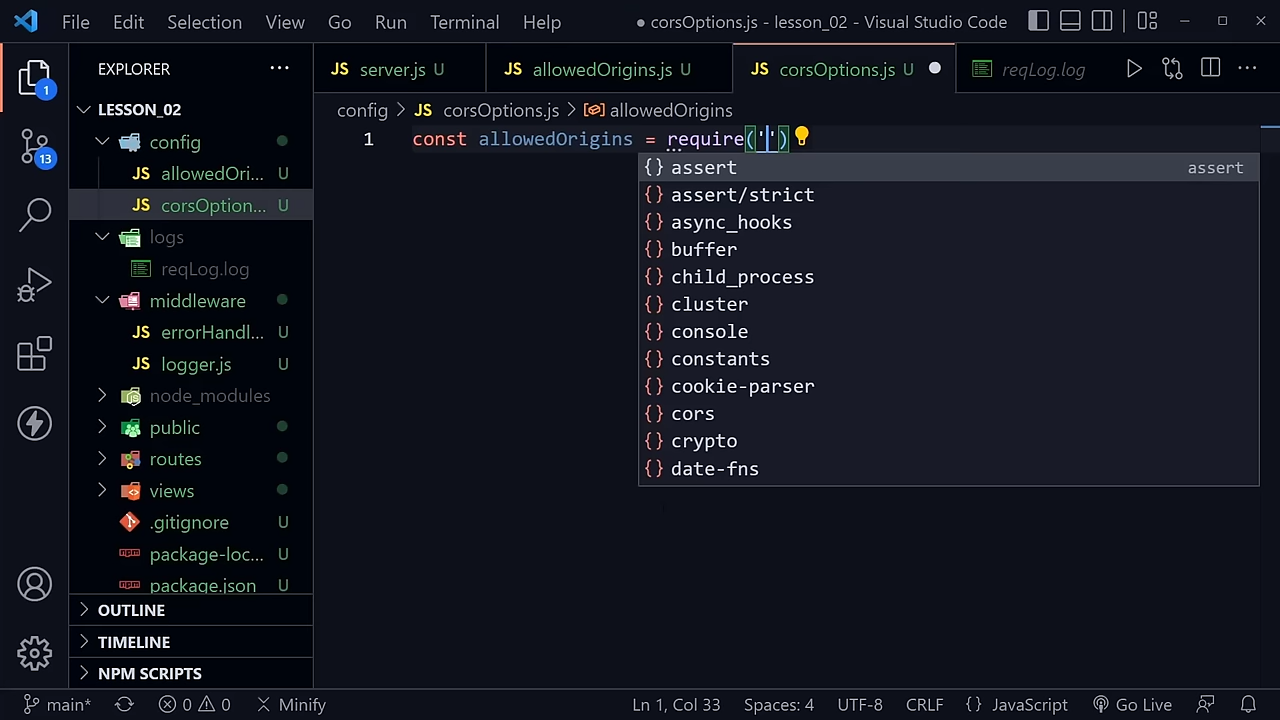 File Edit Selection View Go Run Terminal Help
● corsOptions.js - lesson_02 - Visual Studio Code
EXPLORER ···
JS server.js U
JS allowedOrigins.js U
JS corsOptions.js U
reqLog.log
config > JS corsOptions.js > allowedOrigins
1
13
LESSON_02
config
JS allowedOri... U
JS corsOption... U
logs
reqLog.log
middleware
JS errorHandl... U
JS logger.js U
node_modules
public
routes
views
.gitignore U
package-loc... U
package.json U
OUTLINE
TIMELINE
NPM SCRIPTS
1 const allowedOrigins = require('')
{} assert assert
{} assert/strict
{} async_hooks
{} buffer
{} child_process
{} cluster
{} console
{} constants
{} cookie-parser
{} cors
{} crypto
{} date-fns
main* 0 0 Minify
Ln 1, Col 33 Spaces: 4 UTF-8 CRLF {} JavaScript Go Live